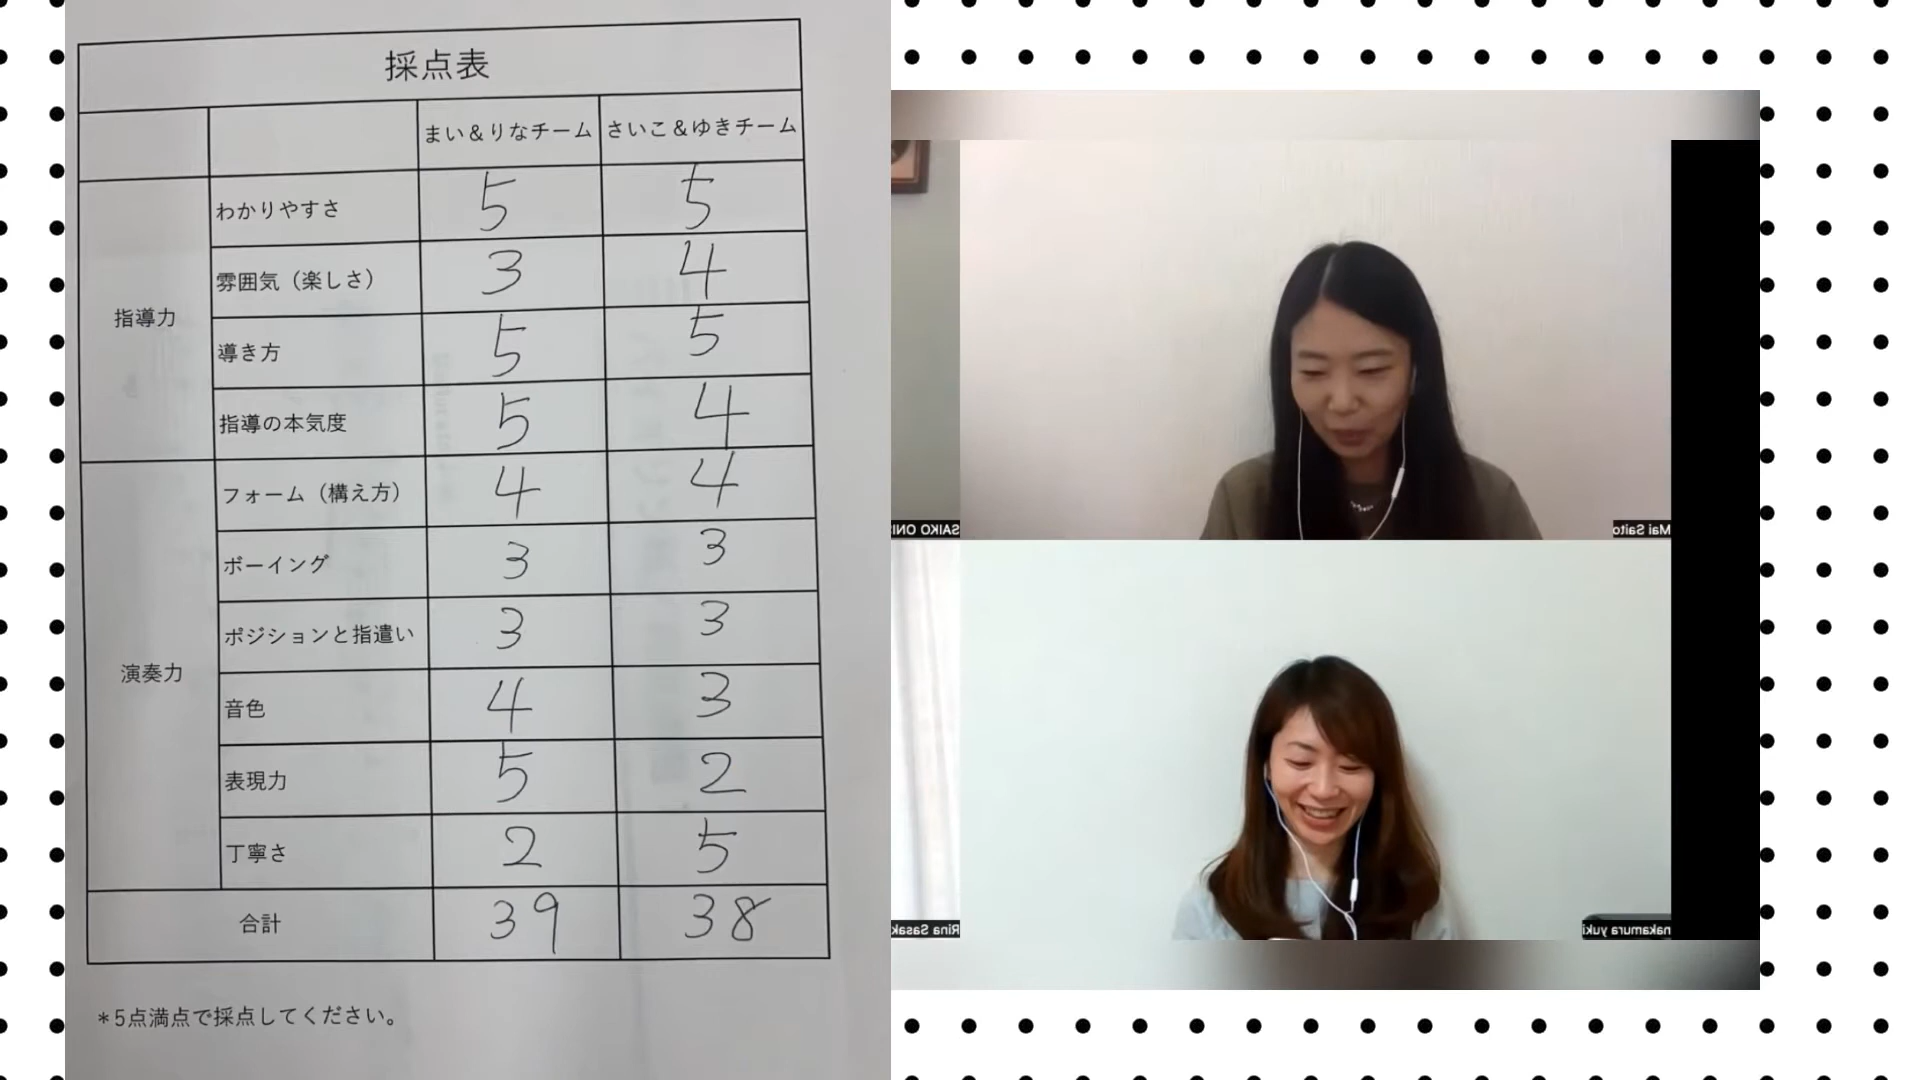 採点表
まい＆りなチーム さいこ＆ゆきチーム
指導力
わかりやすさ 5 5
雰囲気（楽しさ） 3 4
導き方 5 5
指導の本気度 5 4
演奏力
フォーム（構え方） 4 4
ボーイング 3 3
ポジションと指遣い 3 3
音色 4 3
表現力 5 2
丁寧さ 2 5
合計 39 38
＊5点満点で採点してください。
SAIKO ONI
Mai Saito
Rina Sasak
nakamura yuki